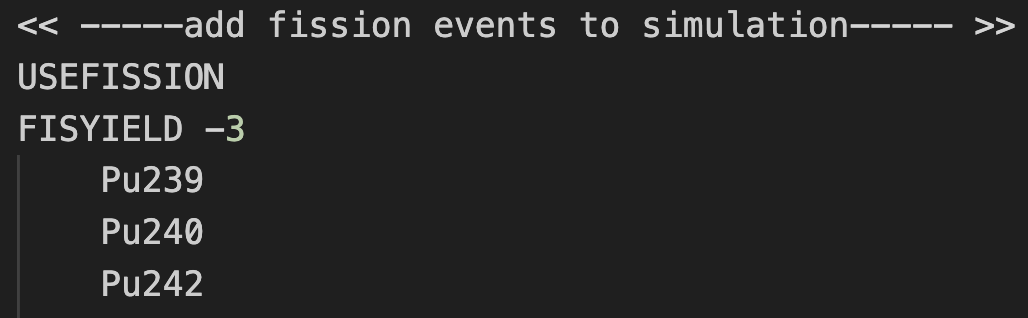 << -----add fission events to simulation----- >>
USEFISSION
FISYIELD -3
Pu239
Pu240
Pu242